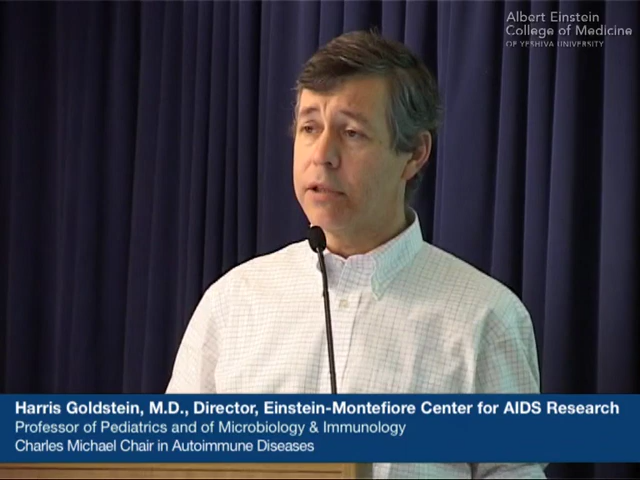 Albert Einstein
College of Medicine
OF YESHIVA UNIVERSITY
Harris Goldstein, M.D., Director, Einstein-Montefiore Center for AIDS Research
Professor of Pediatrics and of Microbiology & Immunology
Charles Michael Chair in Autoimmune Diseases